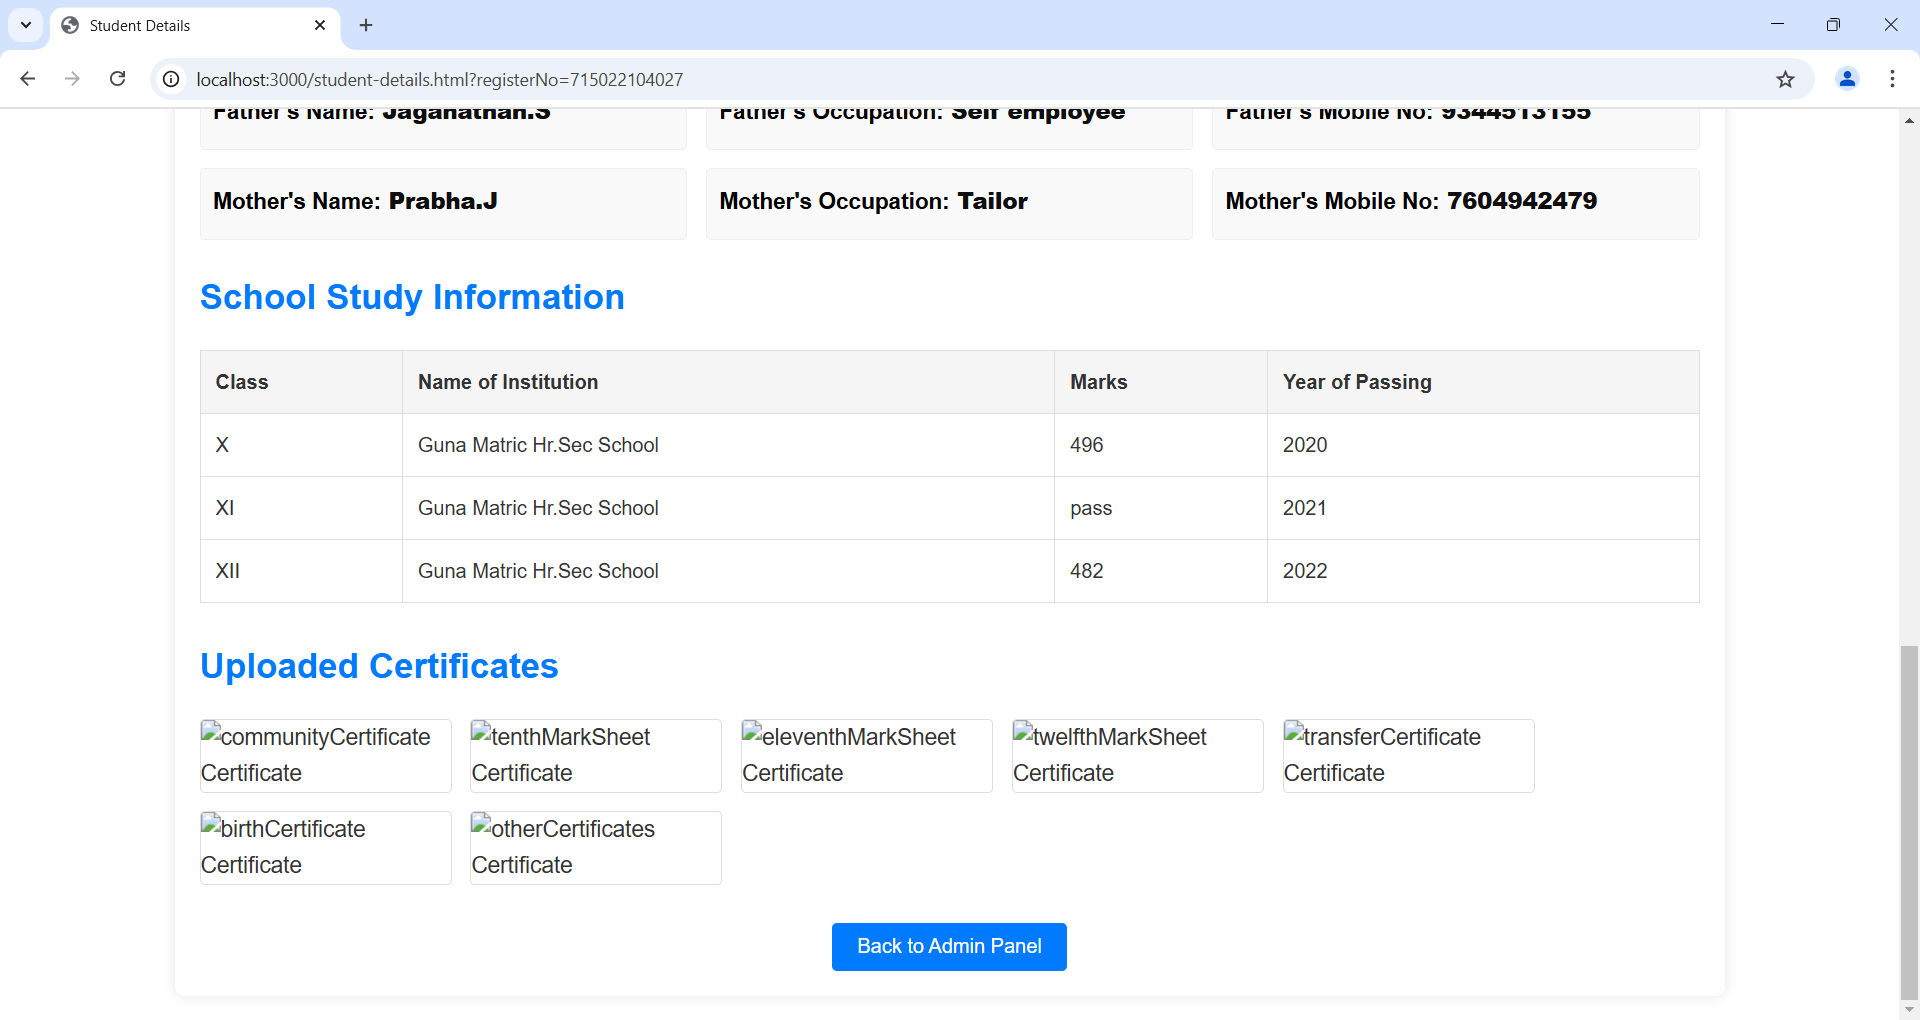 Student Details
localhost:3000/student-details.html?registerNo=715022104027
Father's Name: Jaganathan.S Father's Occupation: Self employee Father's Mobile No: 9344513155
Mother's Name: Prabha.J Mother's Occupation: Tailor Mother's Mobile No: 7604942479
School Study Information
Class Name of Institution Marks Year of Passing
X Guna Matric Hr.Sec School 496 2020
XI Guna Matric Hr.Sec School pass 2021
XII Guna Matric Hr.Sec School 482 2022
Uploaded Certificates
communityCertificate
Certificate
tenthMarkSheet
Certificate
eleventhMarkSheet
Certificate
twelfthMarkSheet
Certificate
transferCertificate
Certificate
birthCertificate
Certificate
otherCertificates
Certificate
Back to Admin Panel